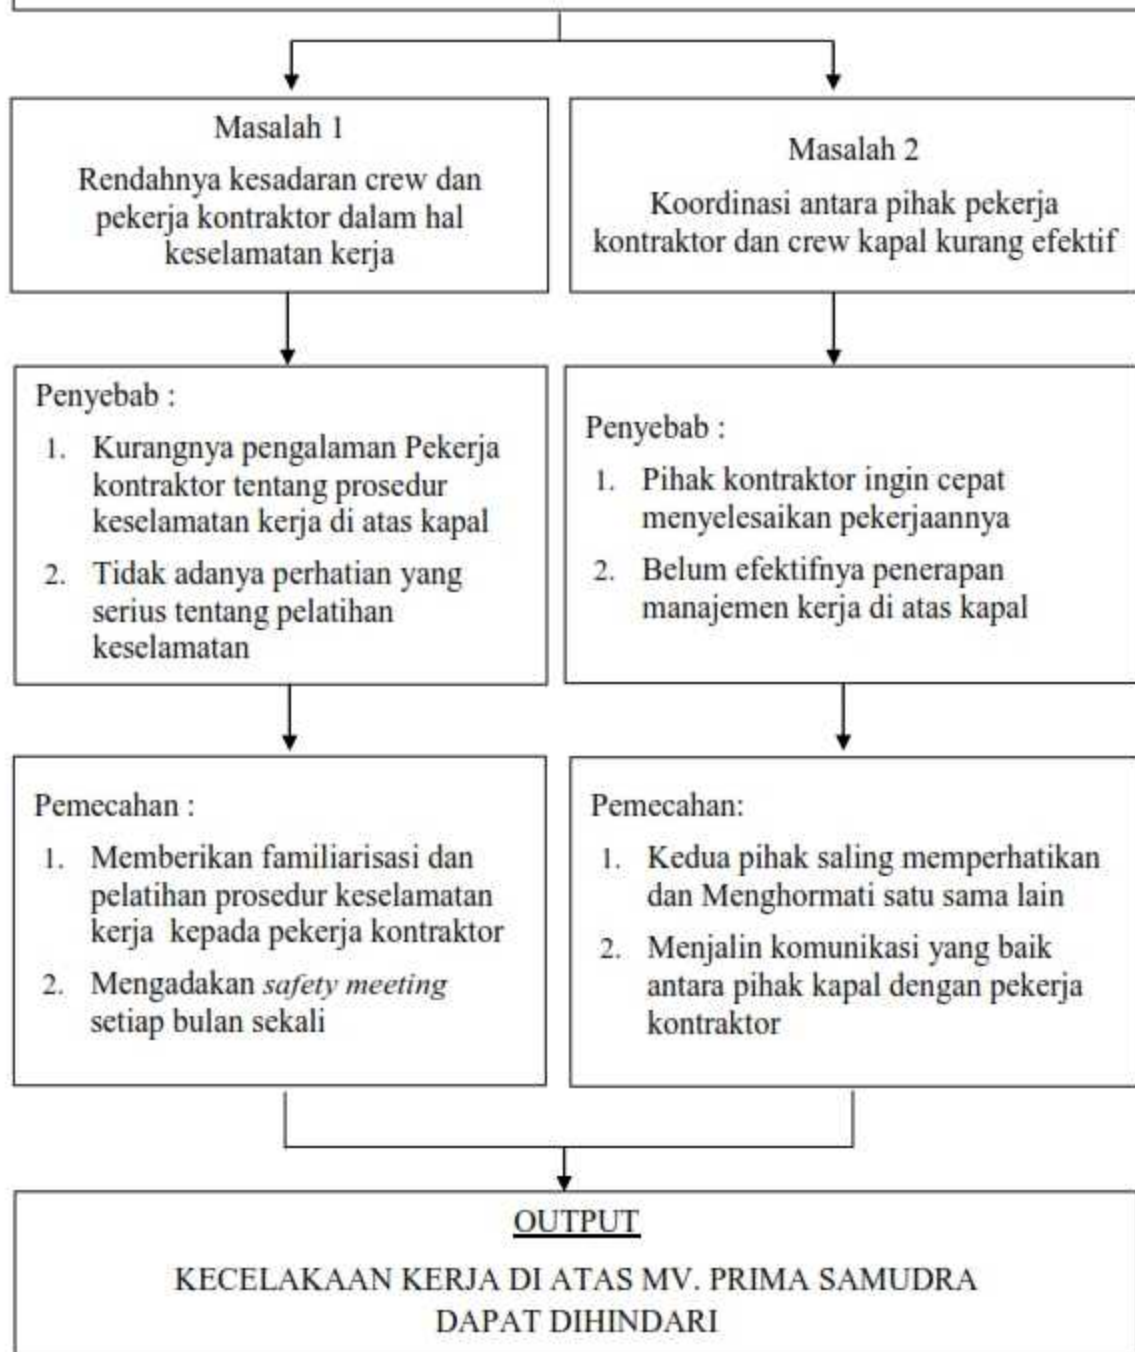 Masalah 1
Rendahnya kesadaran crew dan
pekerja kontraktor dalam hal
keselamatan kerja
Masalah 2
Koordinasi antara pihak pekerja
kontraktor dan crew kapal kurang efektif
Penyebab :
1. Kurangnya pengalaman Pekerja
kontraktor tentang prosedur
keselamatan kerja di atas kapal
2. Tidak adanya perhatian yang
serius tentang pelatihan
keselamatan
Penyebab :
1. Pihak kontraktor ingin cepat
menyelesaikan pekerjaannya
2. Belum efektifnya penerapan
manajemen kerja di atas kapal
Pemecahan :
1. Memberikan familiarisasi dan
pelatihan prosedur keselamatan
kerja kepada pekerja kontraktor
2. Mengadakan safety meeting
setiap bulan sekali
Pemecahan:
1. Kedua pihak saling memperhatikan
dan Menghormati satu sama lain
2. Menjalin komunikasi yang baik
antara pihak kapal dengan pekerja
kontraktor
OUTPUT
KECELAKAAN KERJA DI ATAS MV. PRIMA SAMUDRA
DAPAT DIHINDARI